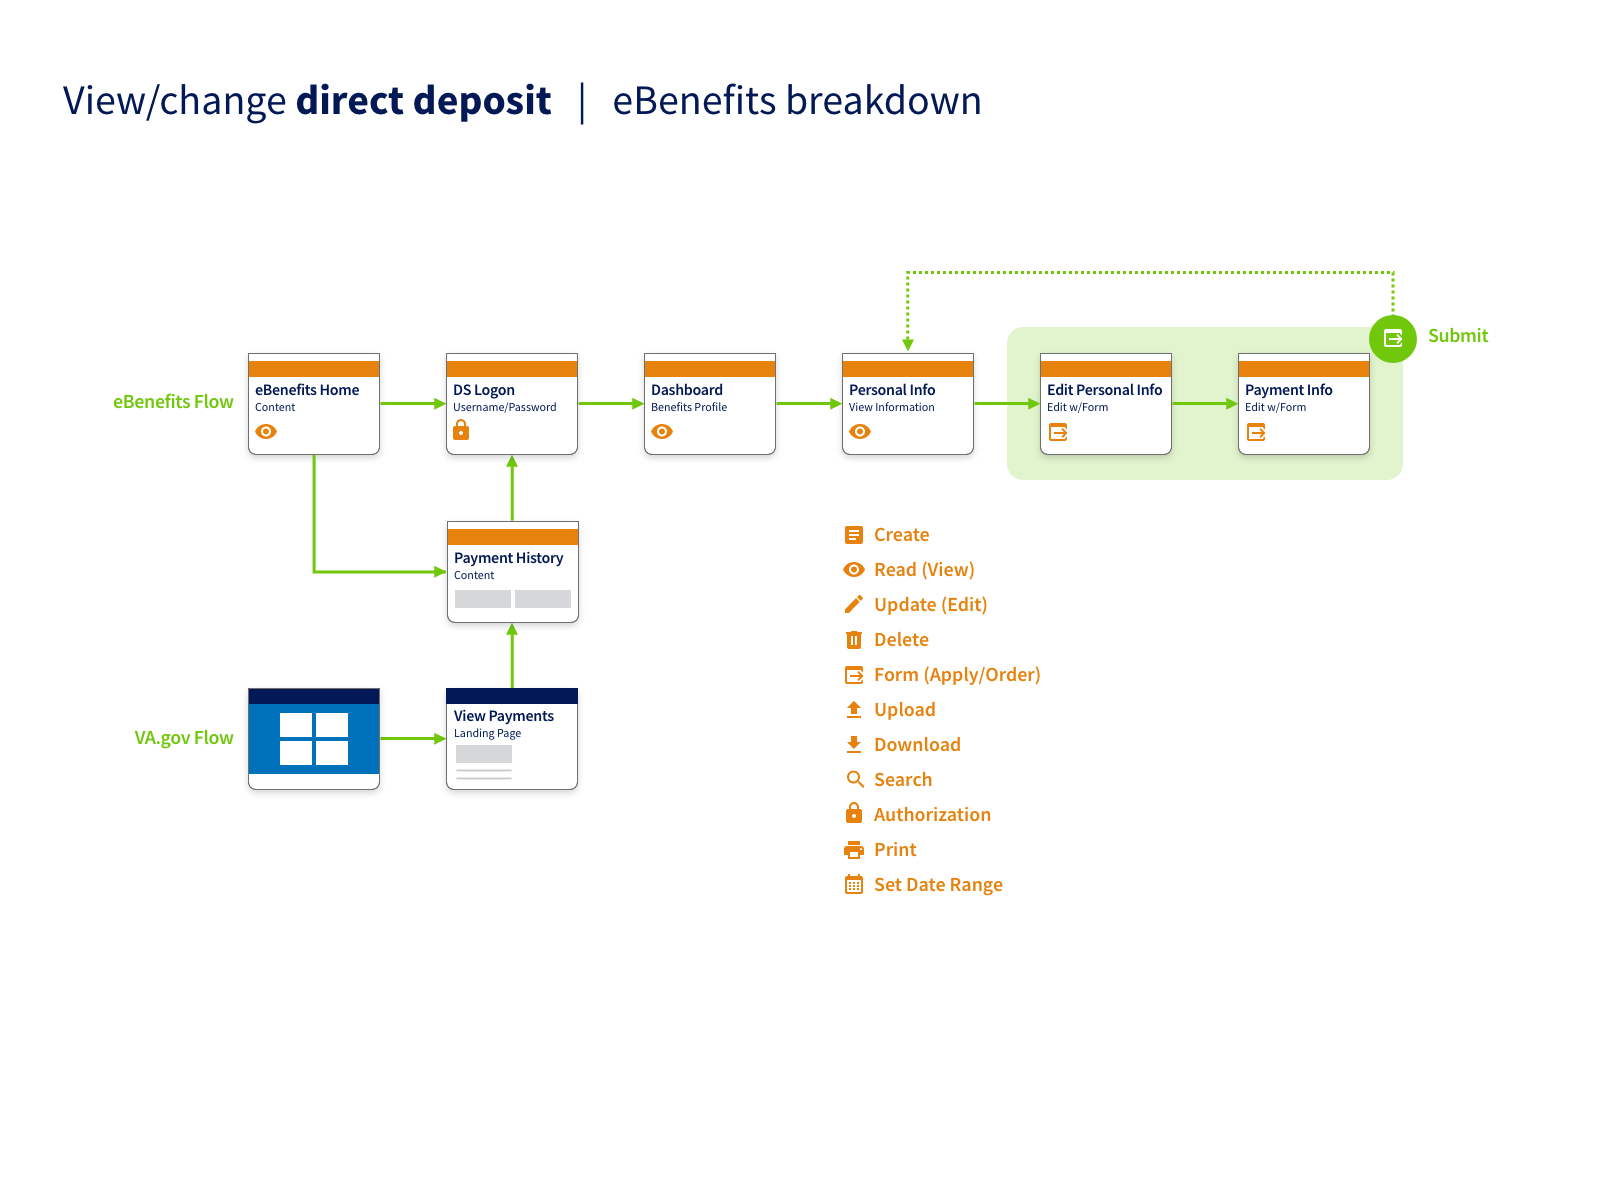 View/change direct deposit | eBenefits breakdown
Submit
eBenefits Flow
eBenefits Home
Content
DS Logon
Username/Password
Dashboard
Benefits Profile
Personal Info
View Information
Edit Personal Info
Edit w/Form
Payment Info
Edit w/Form
Payment History
Content
VA.gov Flow
View Payments
Landing Page
Create
Read (View)
Update (Edit)
Delete
Form (Apply/Order)
Upload
Download
Search
Authorization
Print
Set Date Range